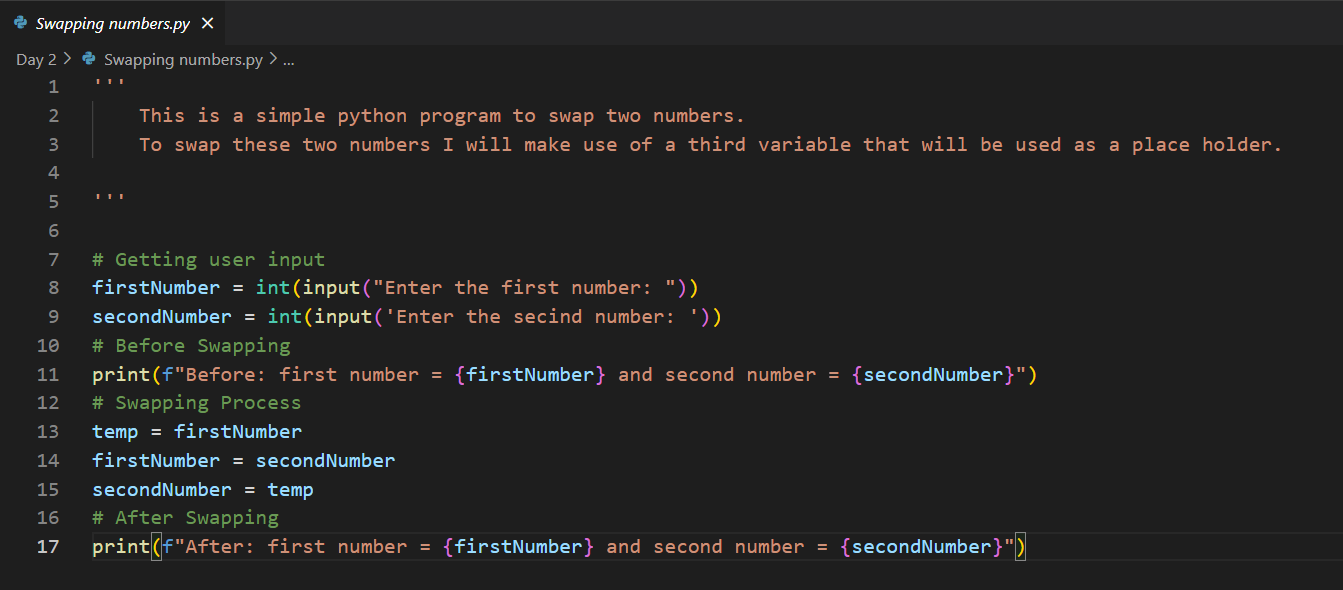 Swapping numbers.py ×
Day 2 > Swapping numbers.py > ...
1 '''
2     This is a simple python program to swap two numbers.
3     To swap these two numbers I will make use of a third variable that will be used as a place holder.
4
5 '''
6
7 # Getting user input
8 firstNumber = int(input("Enter the first number: "))
9 secondNumber = int(input('Enter the secind number: '))
10 # Before Swapping
11 print(f"Before: first number = {firstNumber} and second number = {secondNumber}")
12 # Swapping Process
13 temp = firstNumber
14 firstNumber = secondNumber
15 secondNumber = temp
16 # After Swapping
17 print(f"After: first number = {firstNumber} and second number = {secondNumber}")